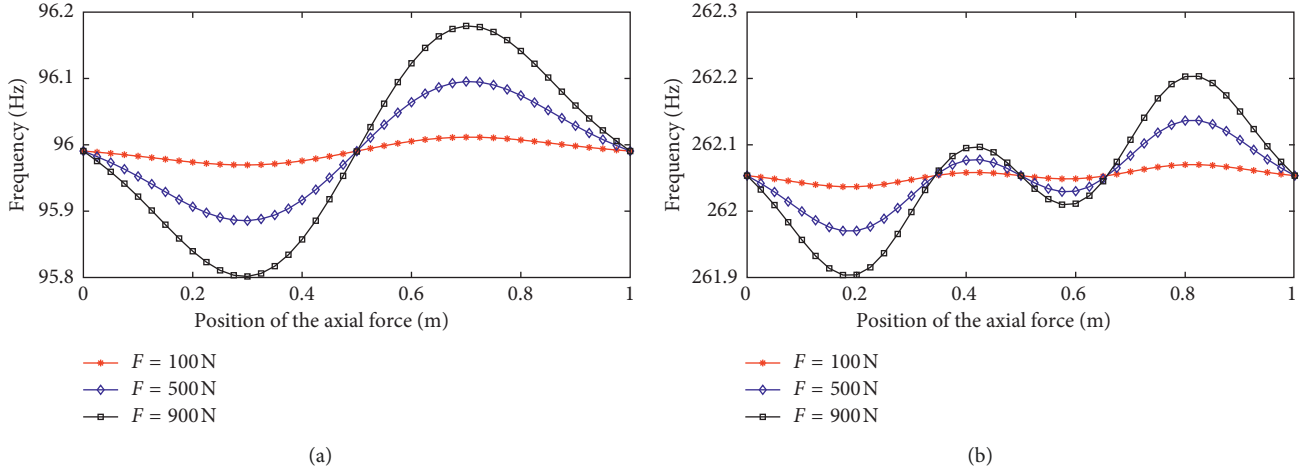 96.2
96.1
96
95.9
95.8
Frequency (Hz)
0 0.2 0.4 0.6 0.8 1
Position of the axial force (m)
F = 100 N
F = 500 N
F = 900 N
(a)
262.3
262.2
262.1
262
261.9
Frequency (Hz)
0 0.2 0.4 0.6 0.8 1
Position of the axial force (m)
F = 100 N
F = 500 N
F = 900 N
(b)